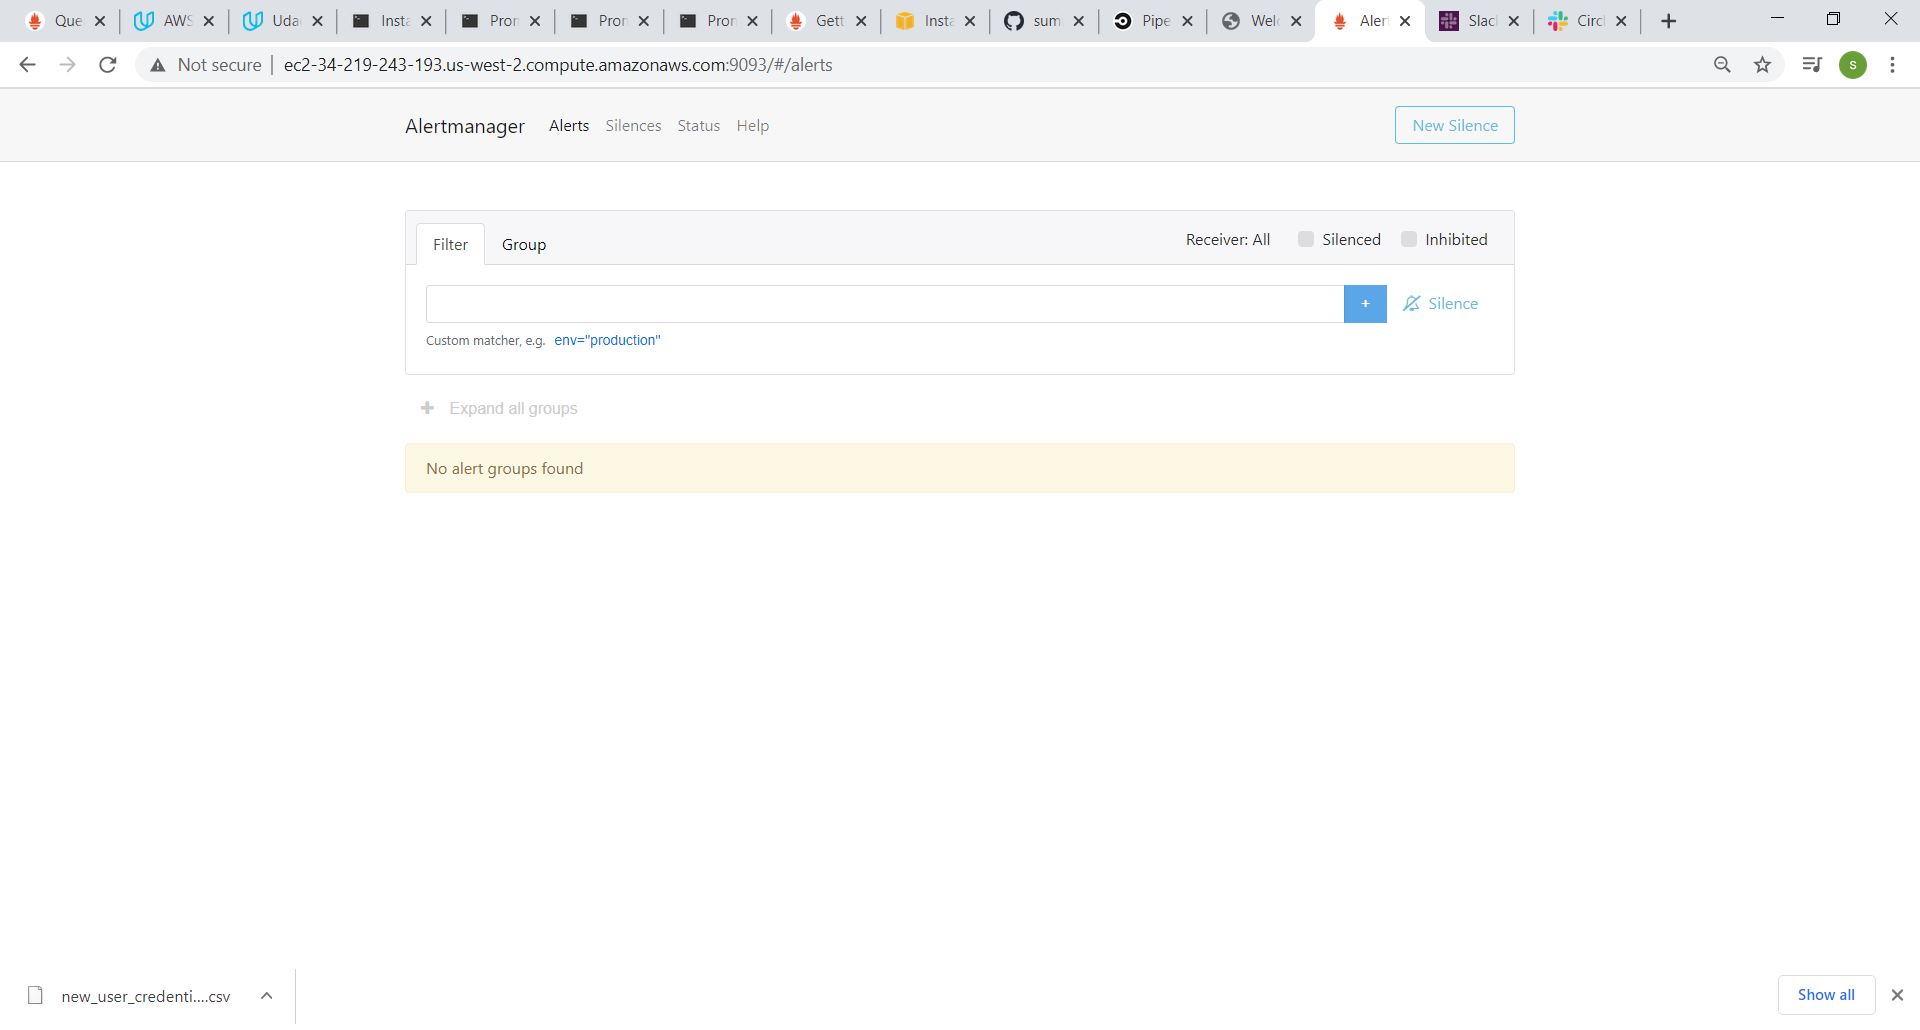 Que AWS Uda Insta Pron Pron Pron Gett Insta sum Pipe Welc Aler Slac Circl
Not secure ec2-34-219-243-193.us-west-2.compute.amazonaws.com:9093/#/alerts s
Alertmanager Alerts Silences Status Help New Silence
Filter Group Receiver: All Silenced Inhibited
+ Silence
Custom matcher, e.g. env="production"
+ Expand all groups
No alert groups found
new_user_credenti....csv Show all